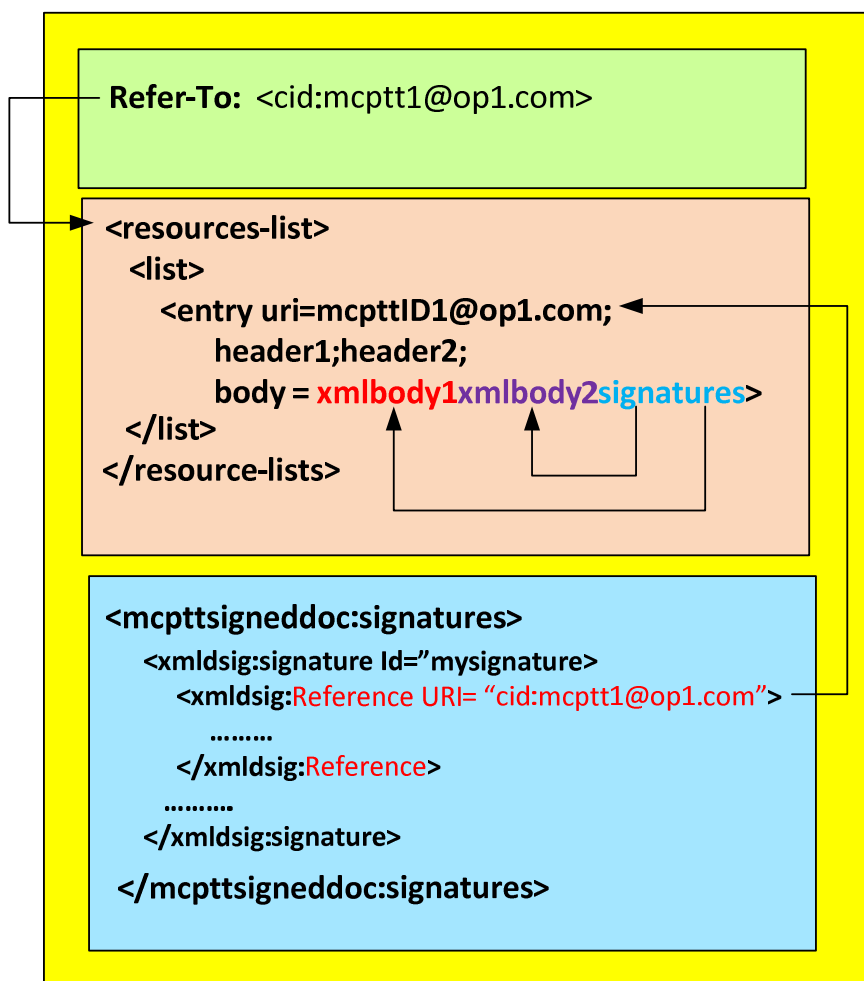 Refer-To: <cid:mcptt1@op1.com>
<resources-list>
<list>
<entry uri=mcpttID1@op1.com;
header1;header2;
body = xmlbody1xmlbody2signatures>
</list>
</resource-lists>
<mcpttsigneddoc:signatures>
<xmldsig:signature Id=”mysignature>
<xmldsig:Reference URI= “cid:mcptt1@op1.com”>
………
</xmldsig:Reference>
……….
</xmldsig:signature>
</mcpttsigneddoc:signatures>